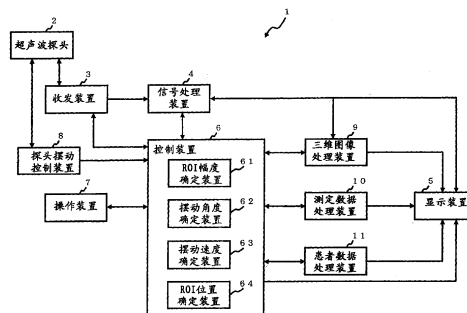 1
2
超声波探头
3
收发装置
4
信号处理
装置
8
探头摆动
控制装置
6
控制装置
9
三维图像
处理装置
ROI幅度
确定装置
61
7
操作装置
摆动角度
确定装置
62
10
测定数据
处理装置
5
显示装置
摆动速度
确定装置
63
11
患者数据
处理装置
ROI位置
确定装置
64